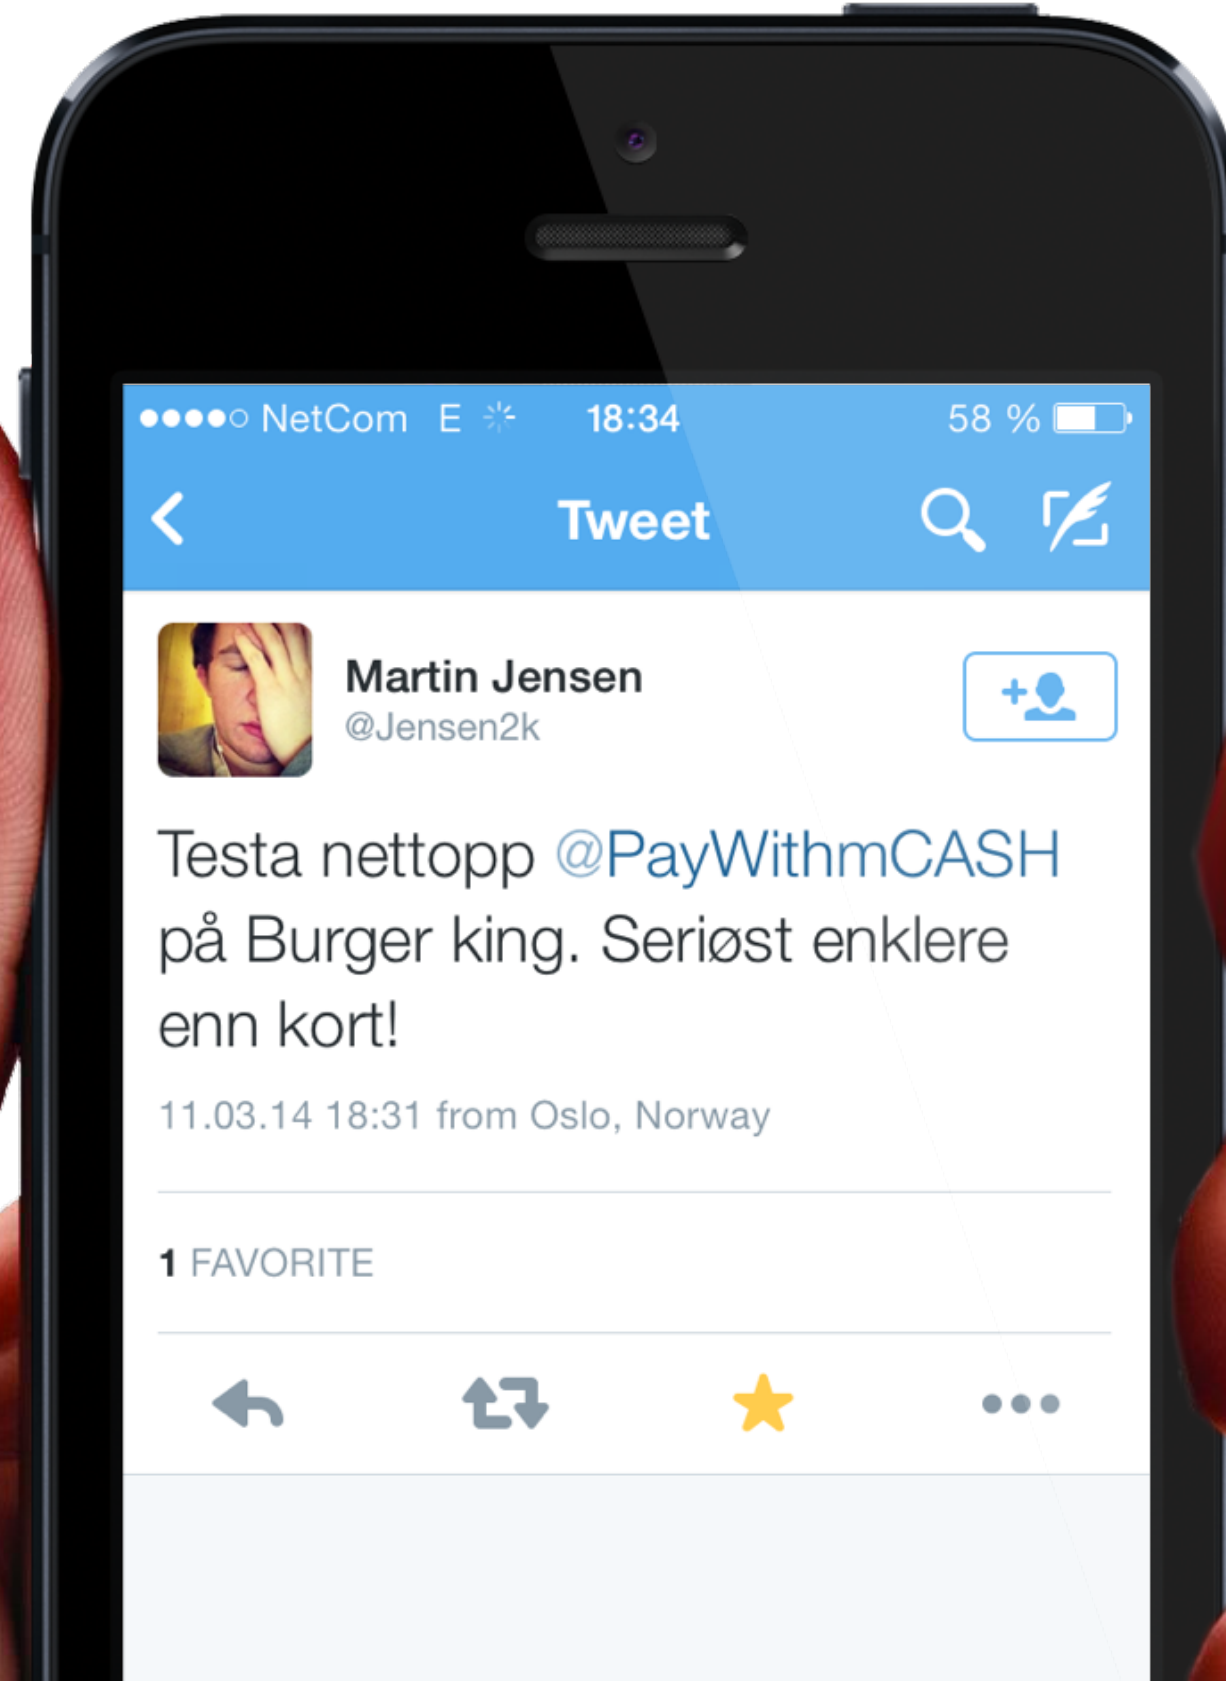 NetCom E 18:34 58 %
Tweet
Martin Jensen
@Jensen2k
Testa nettopp @PayWithmCASH
på Burger king. Seriøst enklere
enn kort!
11.03.14 18:31 from Oslo, Norway
1 FAVORITE